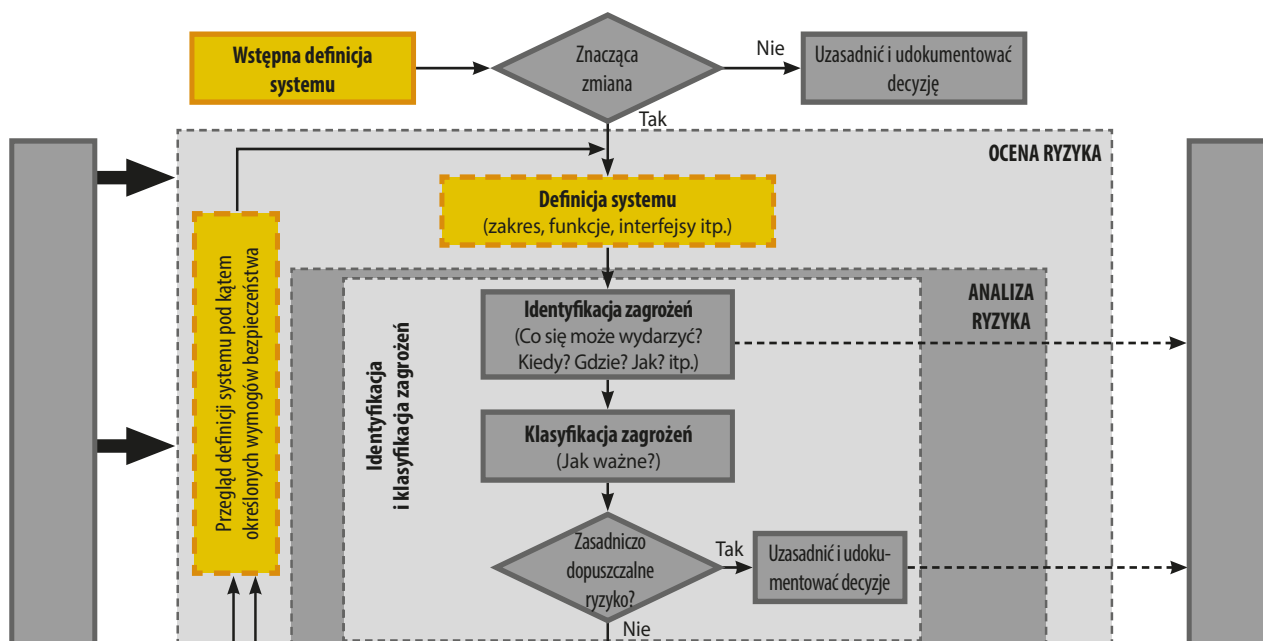 Wstępna definicja
systemu
Znacząca
zmiana
Nie
Uzasadnić i udokumentować
decyzję
Tak
OCENA RYZYKA
Definicja systemu
(zakres, funkcje, interfejsy itp.)
Przegląd definicji systemu pod kątem
określonych wymogów bezpieczeństwa
ANALIZA
RYZYKA
Identyfikacja
i klasyfikacja zagrożeń
Identyfikacja zagrożeń
(Co się może wydarzyć?
Kiedy? Gdzie? Jak? itp.)
Klasyfikacja zagrożeń
(Jak ważne?)
Zasadniczo
dopuszczalne
ryzyko?
Tak
Uzasadnić i udoku-
mentować decyzje
Nie